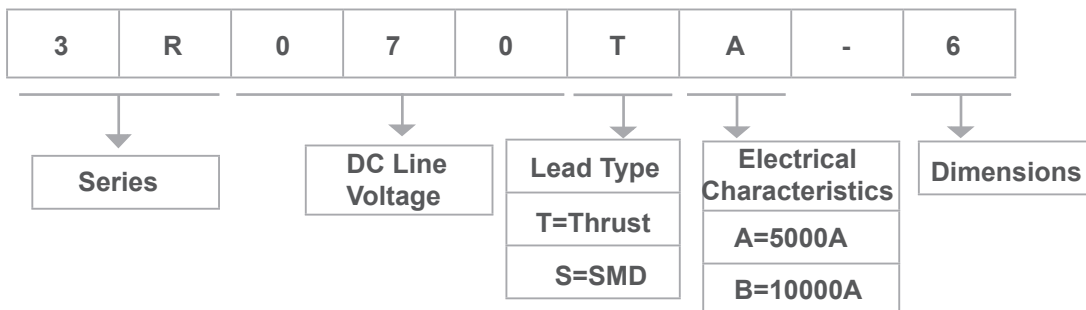 3 R 0 7 0 T A - 6
Series
DC Line
Voltage
Lead Type
T=Thrust
S=SMD
Electrical
Characteristics
A=5000A
B=10000A
Dimensions